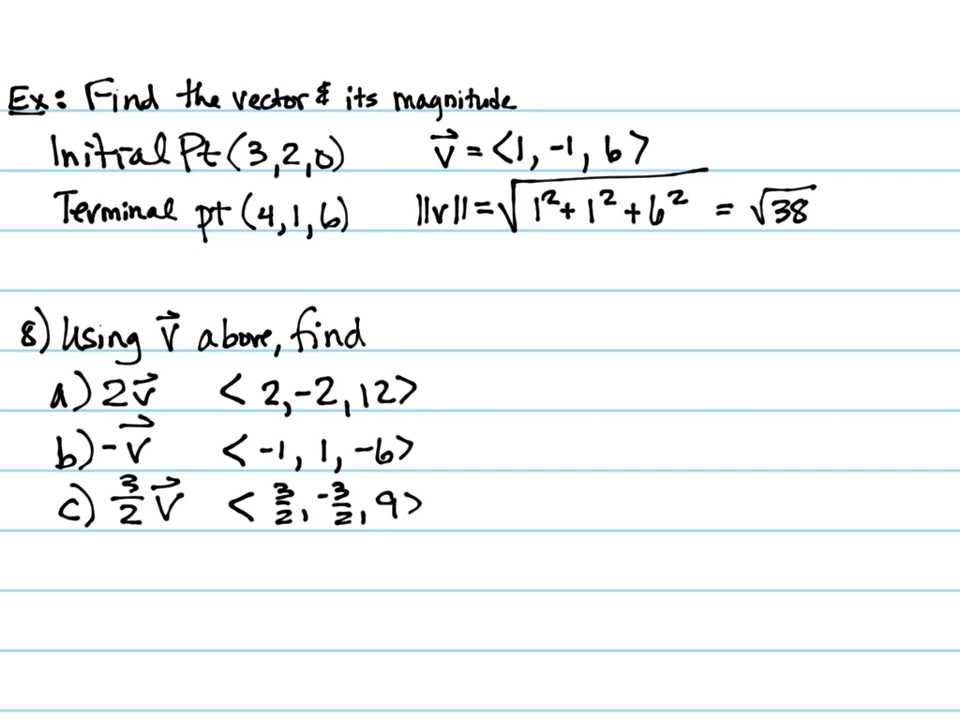 Ex: Find the vector & its magnitude
Initial Pt (3,2,0) v⃗ = <1, -1, 6>
Terminal pt (4,1,6) ||v|| = √(1² + 1² + 6²) = √38
8) Using v⃗ above, find
a) 2v⃗ <2, -2, 12>
b) -v⃗ <-1, 1, -6>
c) 3/2 v⃗ <3/2, -3/2, 9>